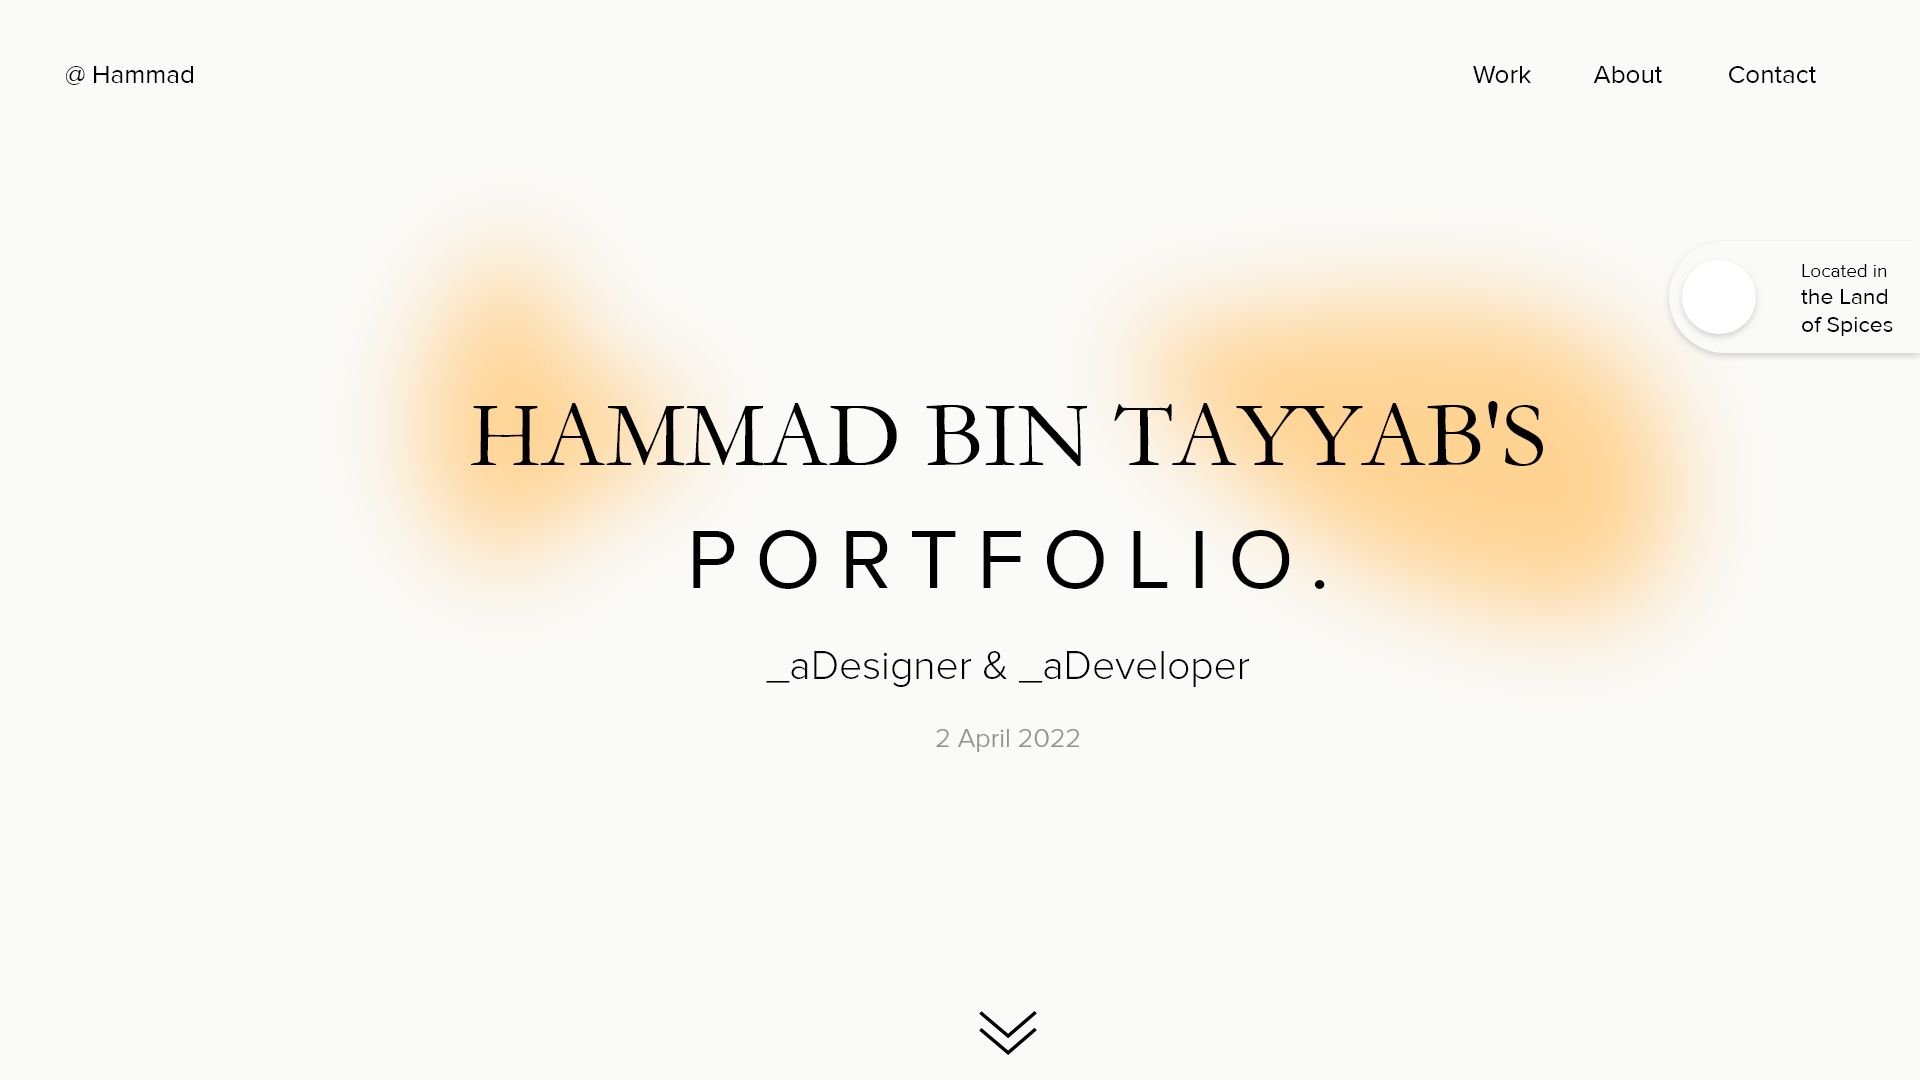 @ Hammad
Work
About
Contact
Located in
the Land
of Spices
HAMMAD BIN TAYYAB'S
PORTFOLIO.
_aDesigner & _aDeveloper
2 April 2022